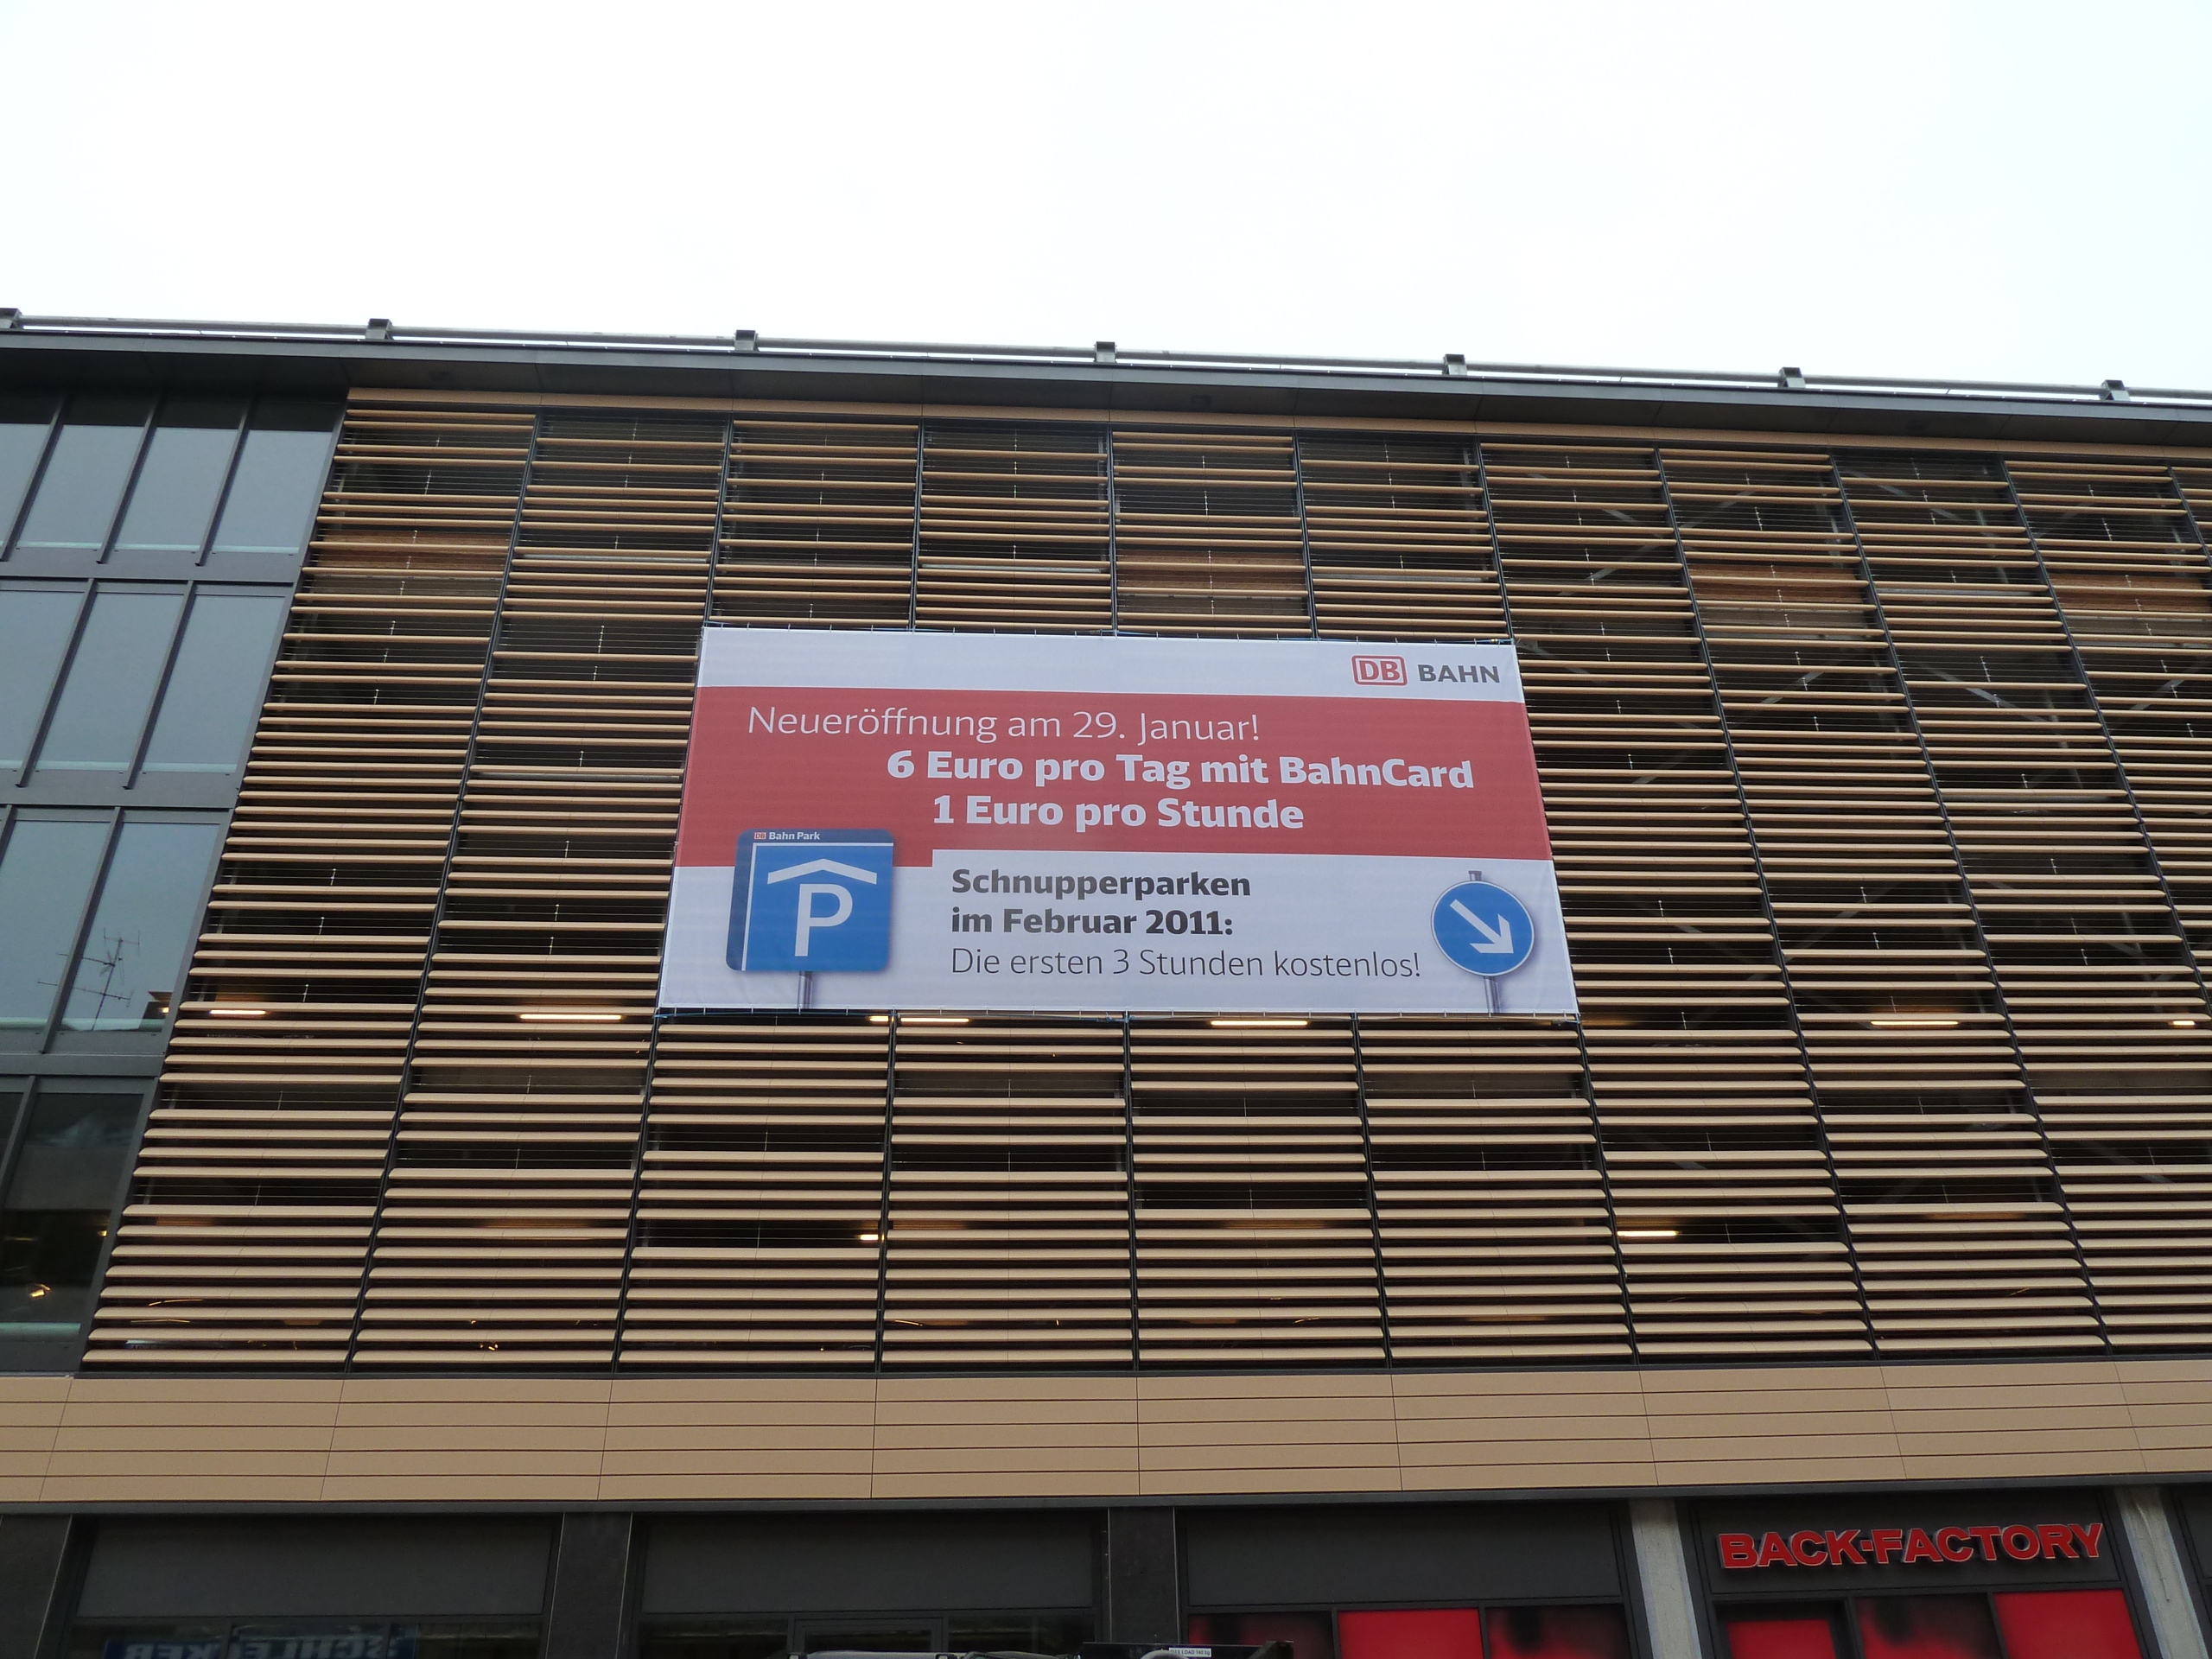 DB BAHN
Neueröffnung am 29. Januar!
6 Euro pro Tag mit BahnCard
1 Euro pro Stunde
DB Bahn Park
P
Schnupperparken
im Februar 2011:
Die ersten 3 Stunden kostenlos!
BACK-FACTORY
SCHLECKER